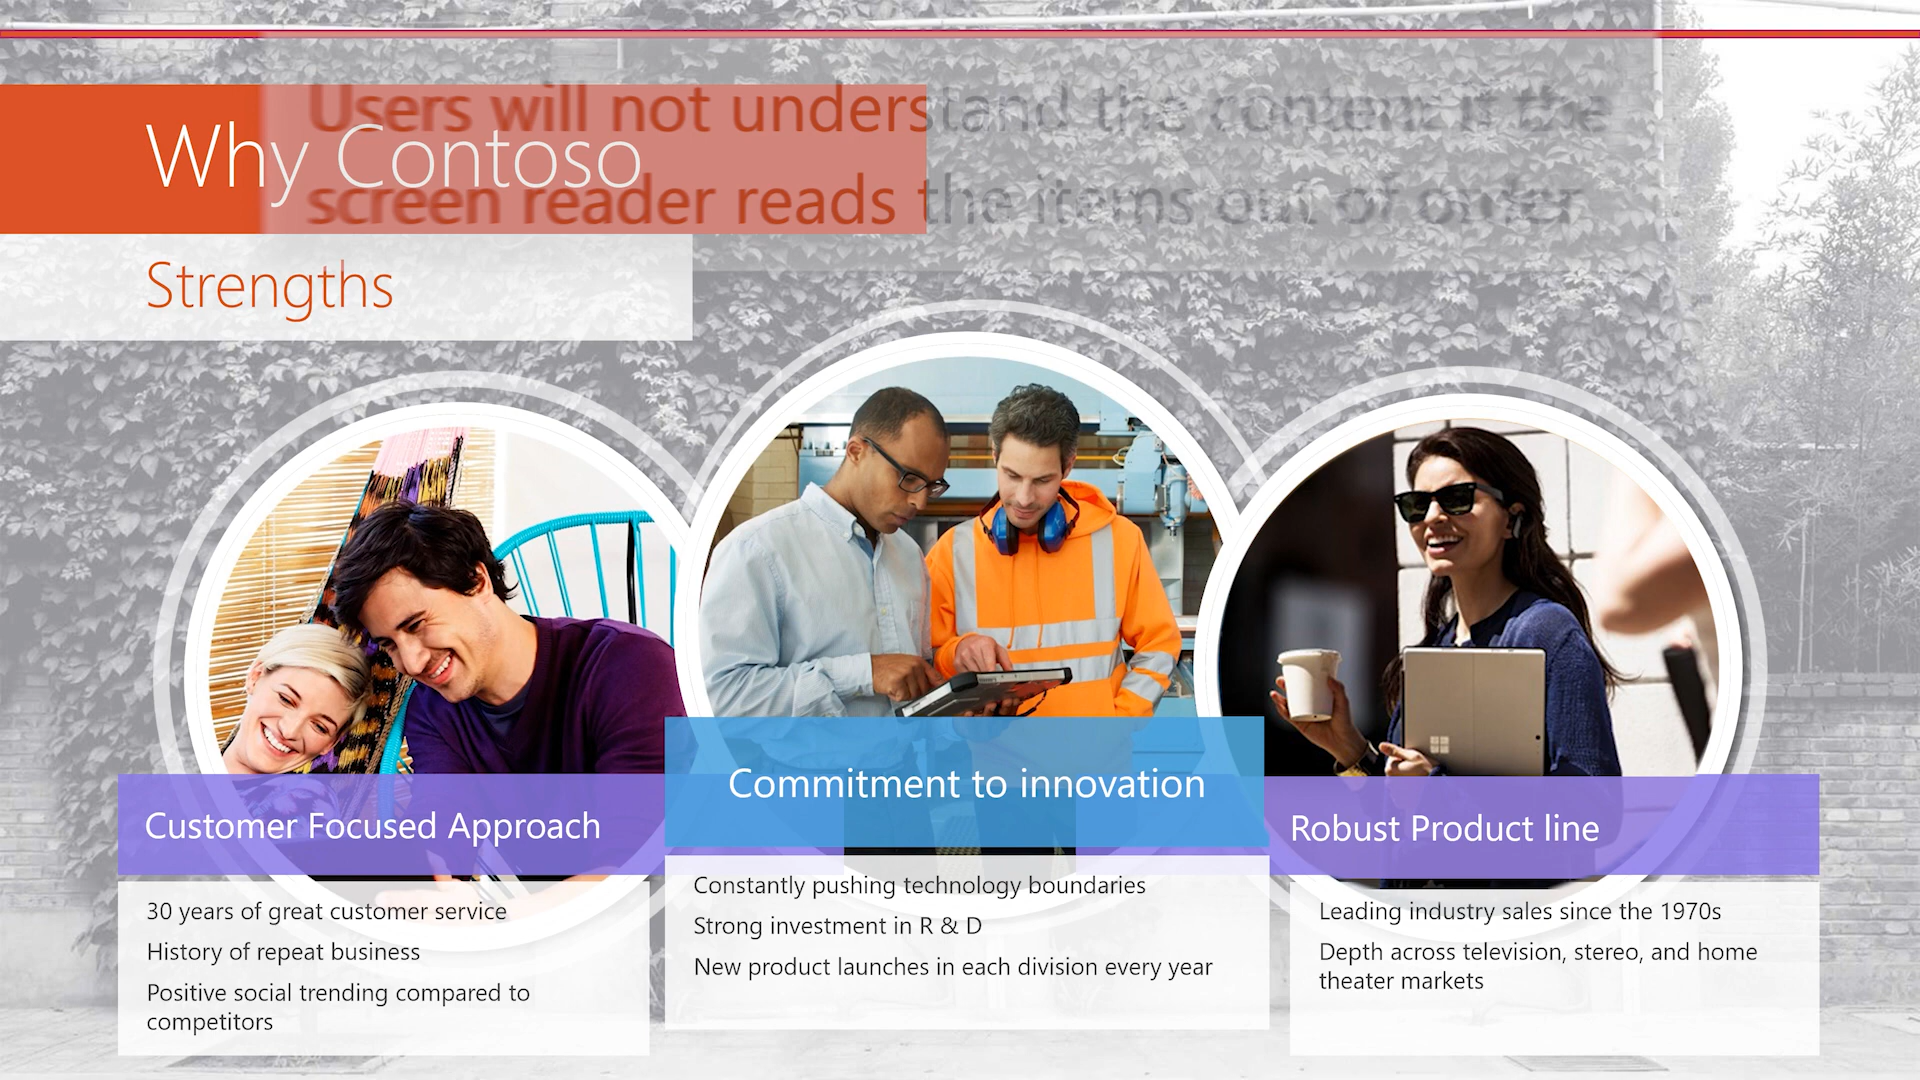 Users will not understand the content if the
screen reader reads the items out of order
Why Contoso
Strengths
Customer Focused Approach
30 years of great customer service
History of repeat business
Positive social trending compared to
competitors
Commitment to innovation
Constantly pushing technology boundaries
Strong investment in R & D
New product launches in each division every year
Robust Product line
Leading industry sales since the 1970s
Depth across television, stereo, and home
theater markets